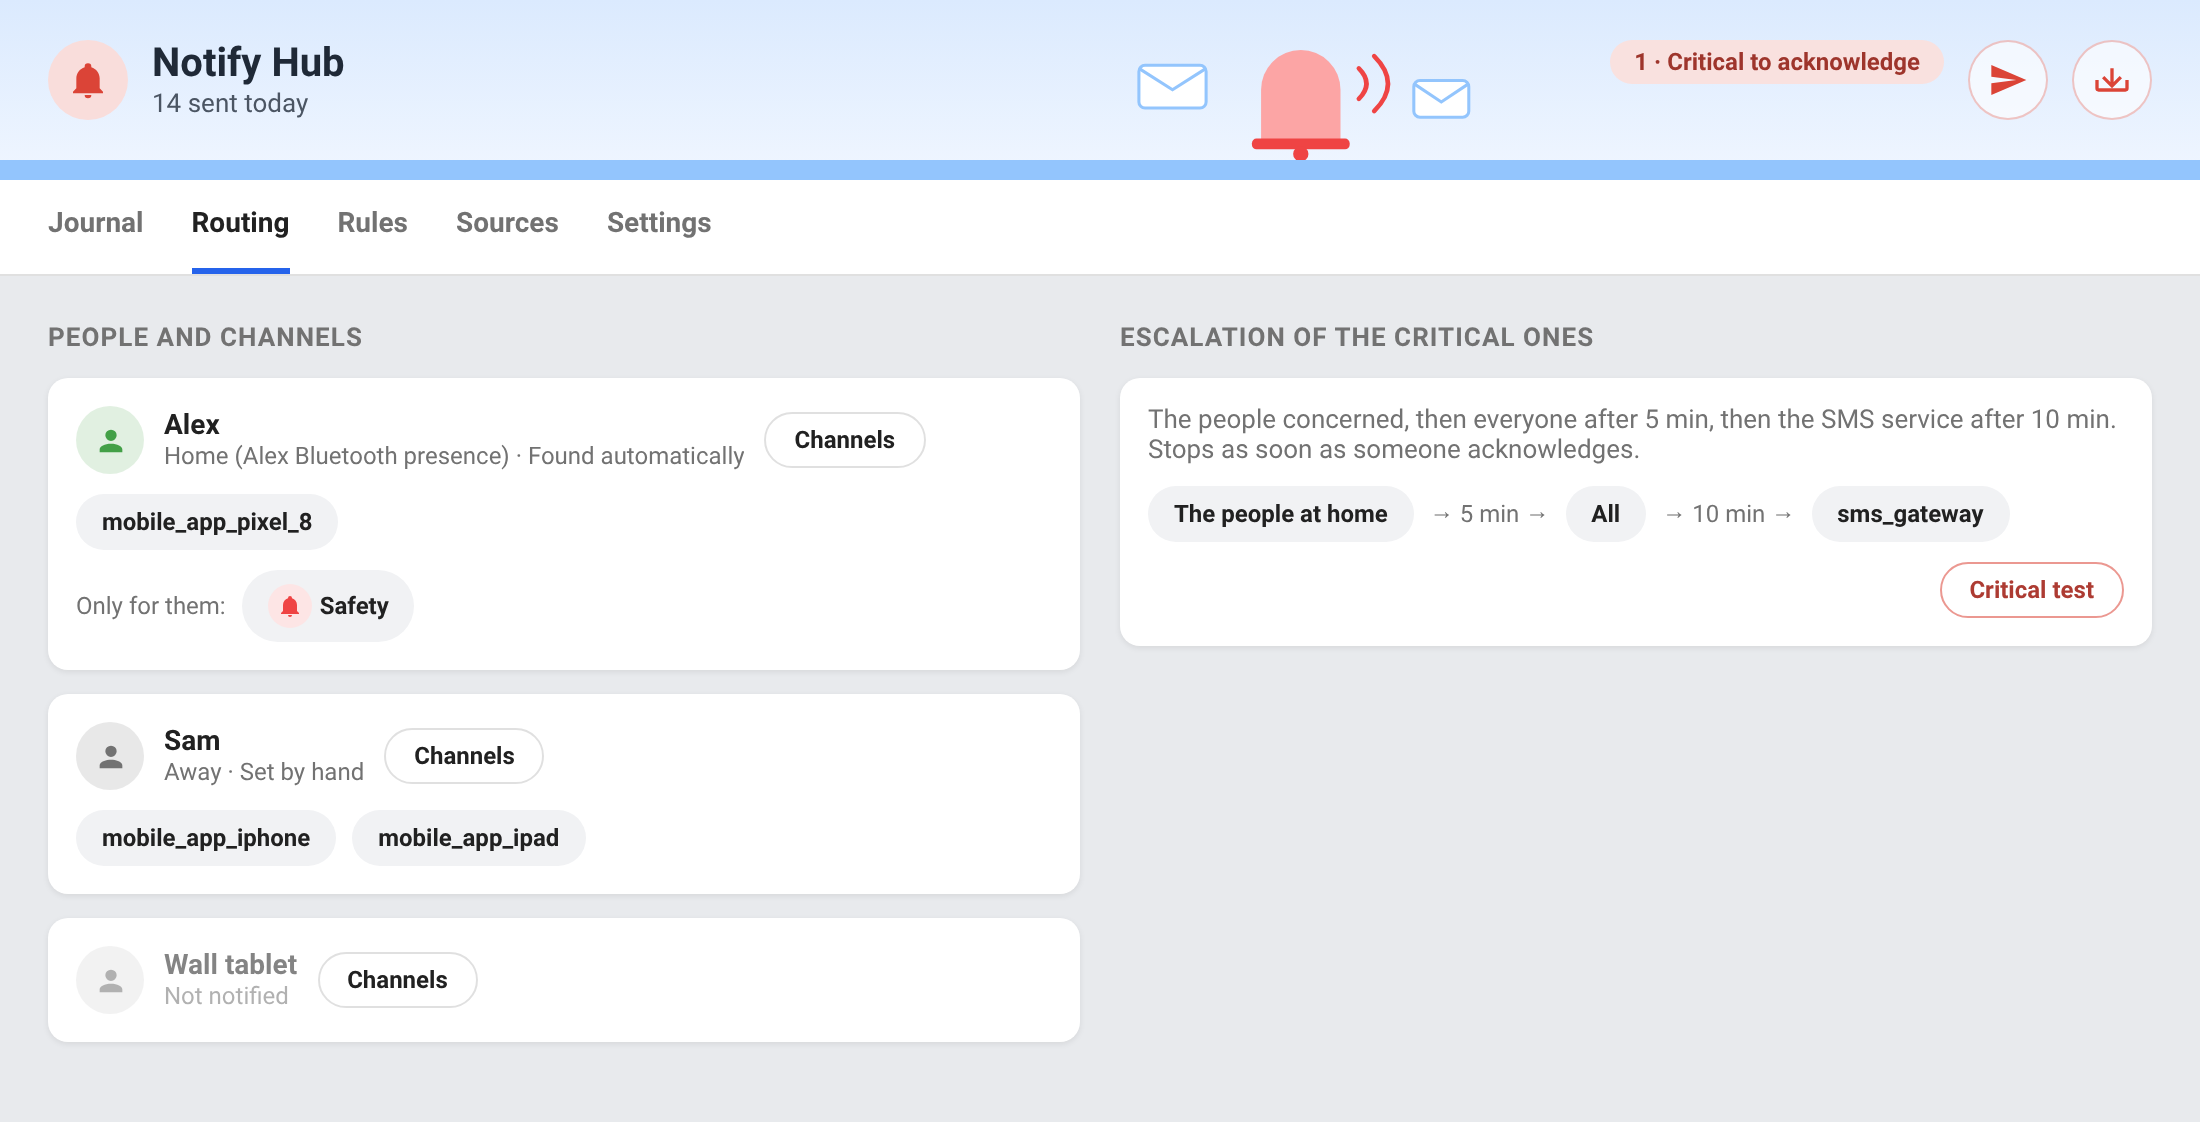 Notify Hub
14 sent today
1 · Critical to acknowledge
Journal Routing Rules Sources Settings
PEOPLE AND CHANNELS
Alex
Home (Alex Bluetooth presence) · Found automatically
Channels
mobile_app_pixel_8
Only for them: Safety
Sam
Away · Set by hand
Channels
mobile_app_iphone mobile_app_ipad
Wall tablet
Not notified
Channels
ESCALATION OF THE CRITICAL ONES
The people concerned, then everyone after 5 min, then the SMS service after 10 min.
Stops as soon as someone acknowledges.
The people at home → 5 min → All → 10 min → sms_gateway
Critical test